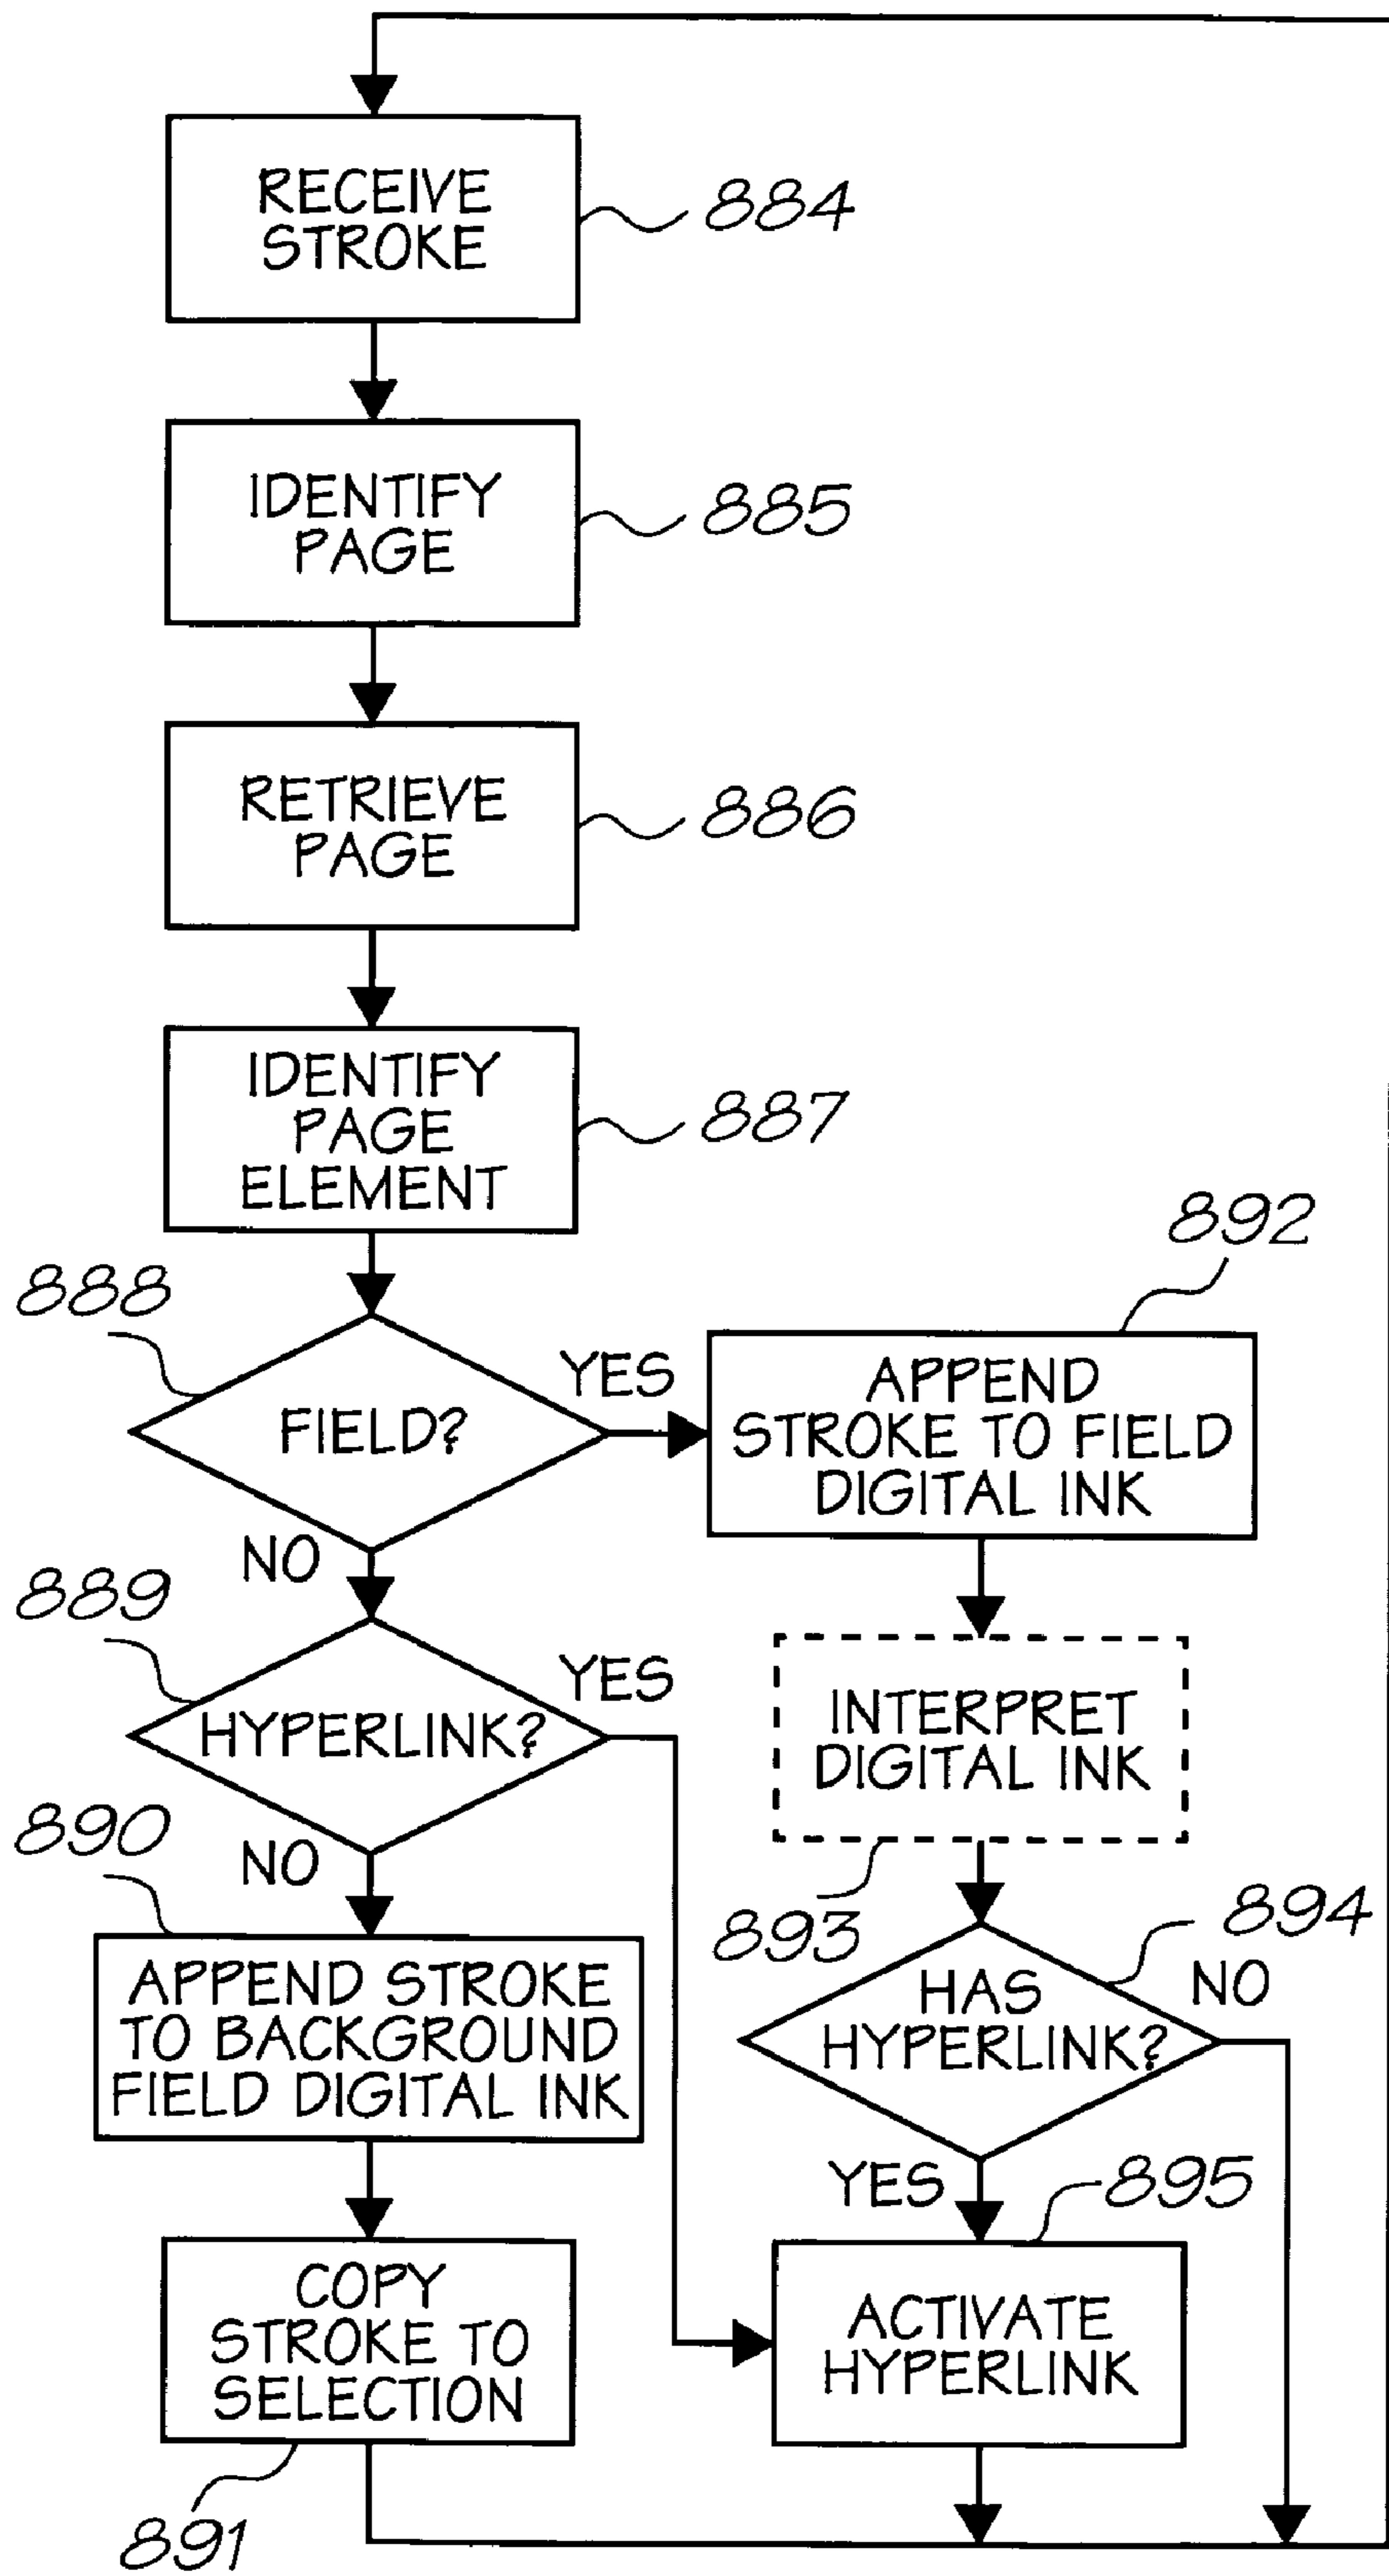 RECEIVE
STROKE
884
IDENTIFY
PAGE
885
RETRIEVE
PAGE
886
IDENTIFY
PAGE
ELEMENT
887
888
FIELD?
YES
NO
892
APPEND
STROKE TO FIELD
DIGITAL INK
889
HYPERLINK?
YES
NO
INTERPRET
DIGITAL INK
893
890
APPEND STROKE
TO BACKGROUND
FIELD DIGITAL INK
894
HAS
HYPERLINK?
NO
YES
895
COPY
STROKE TO
SELECTION
891
ACTIVATE
HYPERLINK